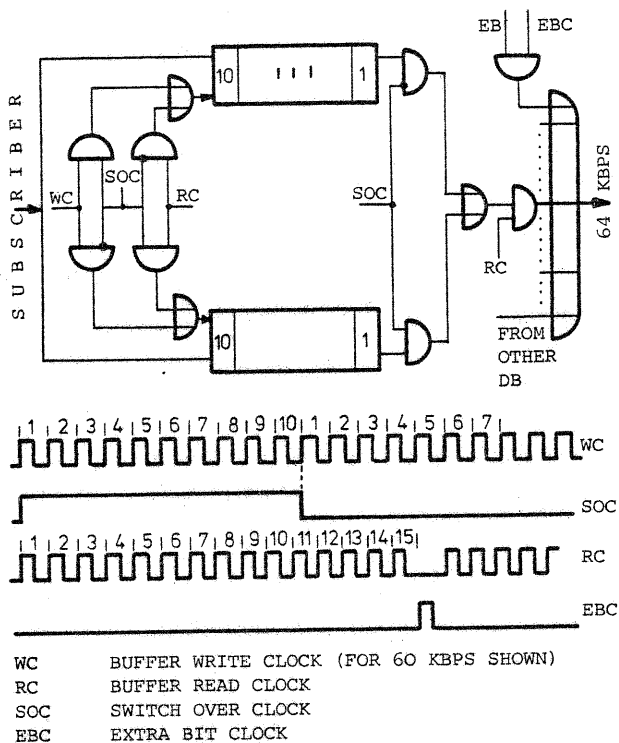 EB EBC
10 1
SUBSCRIBER
SOC
WC RC
SOC
64 KBPS
RC
10 1
FROM
OTHER
DB
1 2 3 4 5 6 7 8 9 10 1 2 3 4 5 6 7
WC
SOC
1 2 3 4 5 6 7 8 9 10 11 12 13 14 15
RC
EBC
WC BUFFER WRITE CLOCK (FOR 60 KBPS SHOWN)
RC BUFFER READ CLOCK
SOC SWITCH OVER CLOCK
EBC EXTRA BIT CLOCK